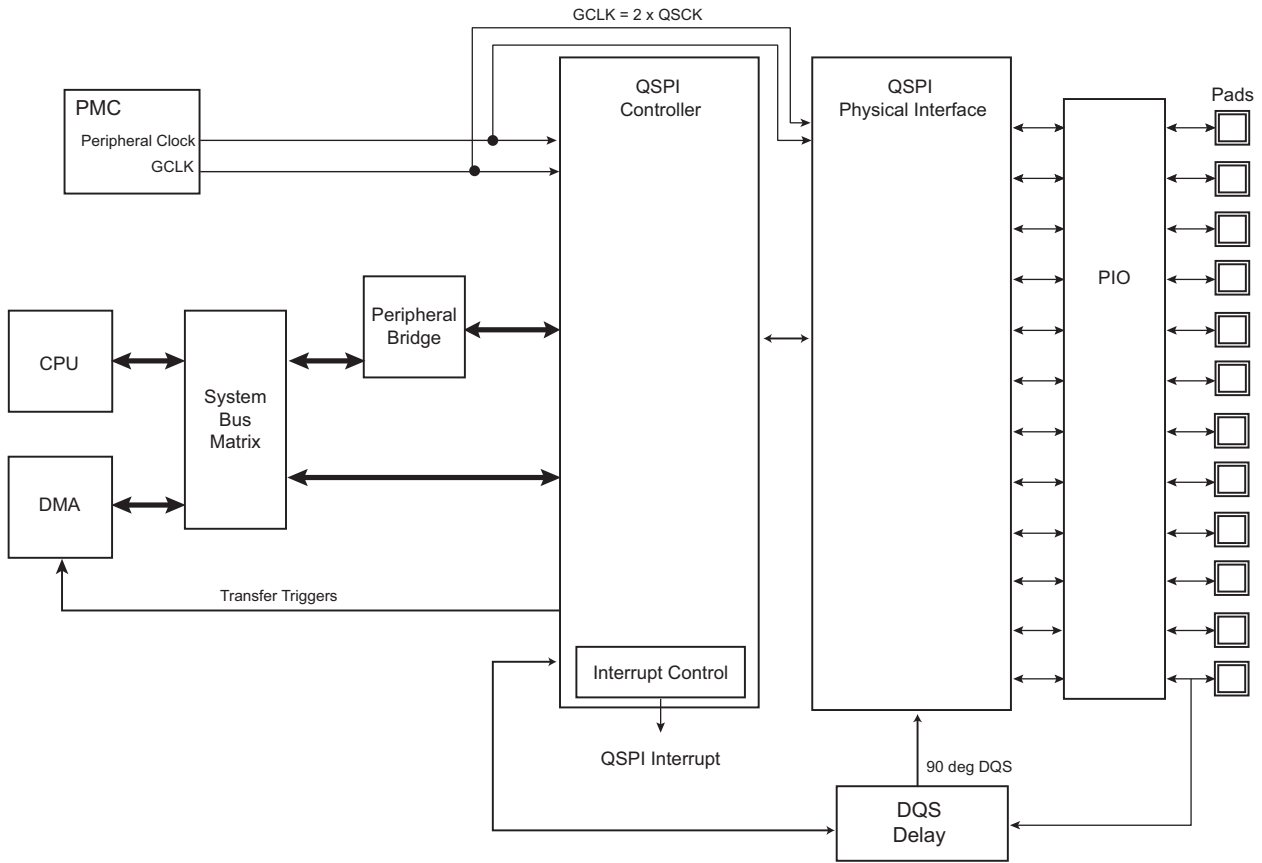 GCLK = 2 x QSCK
PMC
Peripheral Clock
GCLK
QSPI
Controller
QSPI
Physical Interface
Pads
PIO
Peripheral
Bridge
CPU
System
Bus
Matrix
DMA
Transfer Triggers
Interrupt Control
QSPI Interrupt
90 deg DQS
DQS
Delay